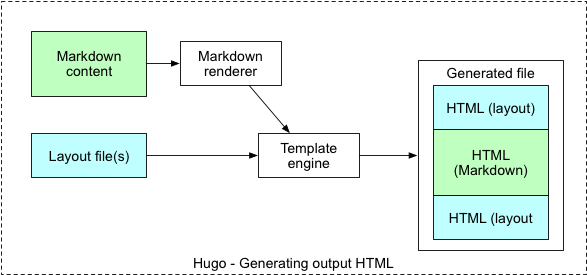 Markdown
content
Markdown
renderer
Layout file(s)
Template
engine
Generated file
HTML (layout)
HTML
(Markdown)
HTML (layout
Hugo - Generating output HTML